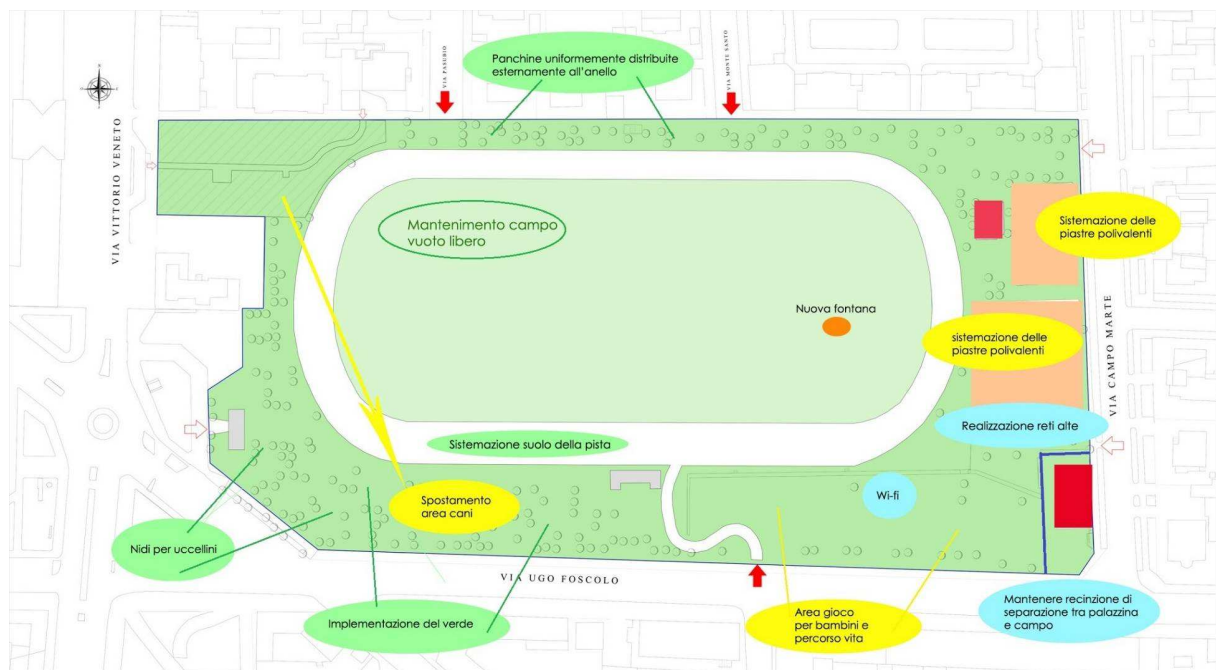 Panchine uniformemente distribuite
esternamente all'anello
VIA PASUBIO
VIA MONTE SANTO
VIA VITTORIO VENETO
Mantenimento campo
vuoto libero
Sistemazione delle
piastre polivalenti
Nuova fontana
sistemazione delle
piastre polivalenti
VIA CAMPO MARTE
Realizzazione reti alte
Sistemazione suolo della pista
Wi-fi
Spostamento
area cani
Nidi per uccellini
VIA UGO FOSCOLO
Implementazione del verde
Area gioco
per bambini e
percorso vita
Mantenere recinzione di
separazione tra palazzina
e campo